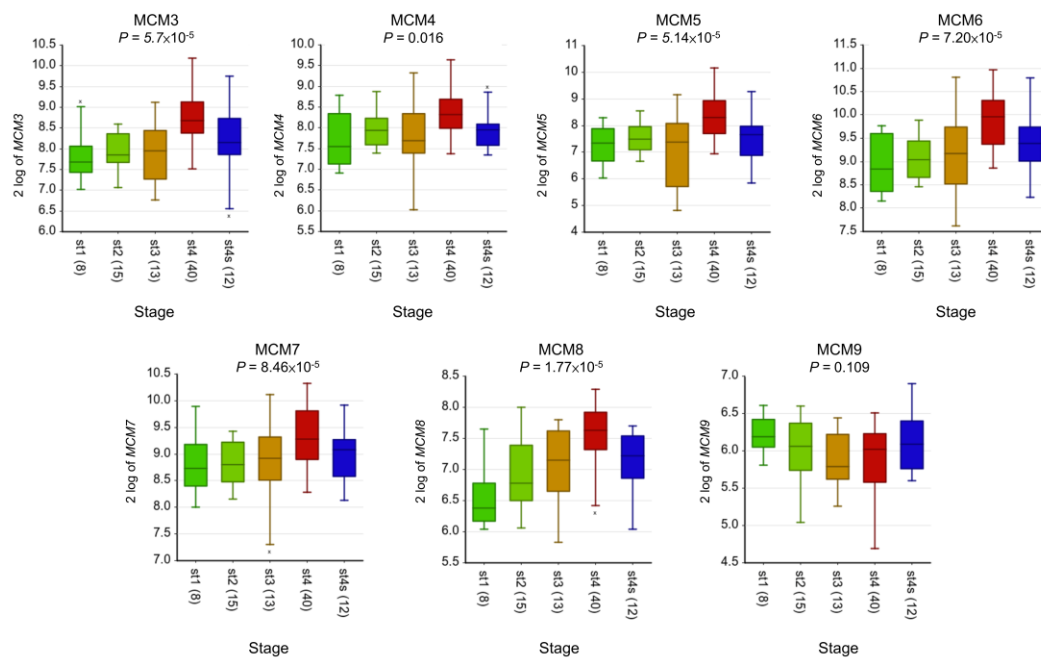 MCM3
P = 5.7×10-5
2 log of MCM3
10.5
10.0
9.5
9.0
8.5
8.0
7.5
7.0
6.5
6.0
st1 (8)
st2 (15)
st3 (13)
st4 (40)
st4s (12)
Stage
MCM4
P = 0.016
2 log of MCM4
10.5
10.0
9.5
9.0
8.5
8.0
7.5
7.0
6.5
6.0
5.5
st1 (8)
st2 (15)
st3 (13)
st4 (40)
st4s (12)
Stage
MCM5
P = 5.14×10-5
2 log of MCM5
11
10
9
8
7
6
5
4
st1 (8)
st2 (15)
st3 (13)
st4 (40)
st4s (12)
Stage
MCM6
P = 7.20×10-5
2 log of MCM6
11.5
11.0
10.5
10.0
9.5
9.0
8.5
8.0
7.5
st1 (8)
st2 (15)
st3 (13)
st4 (40)
st4s (12)
Stage
MCM7
P = 8.46×10-5
2 log of MCM7
10.5
10.0
9.5
9.0
8.5
8.0
7.5
7.0
st1 (8)
st2 (15)
st3 (13)
st4 (40)
st4s (12)
Stage
MCM8
P = 1.77×10-5
2 log of MCM8
8.5
8.0
7.5
7.0
6.5
6.0
5.5
st1 (8)
st2 (15)
st3 (13)
st4 (40)
st4s (12)
Stage
MCM9
P = 0.109
2 log of MCM9
7.0
6.5
6.0
5.5
5.0
4.5
st1 (8)
st2 (15)
st3 (13)
st4 (40)
st4s (12)
Stage